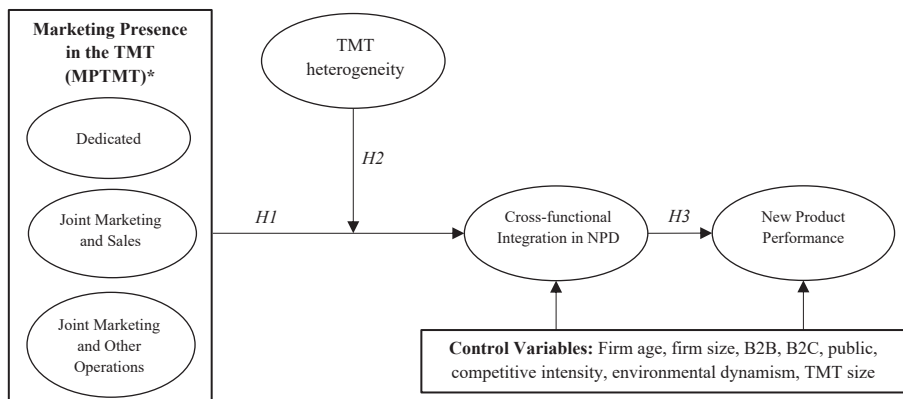 Marketing Presence
in the TMT
(MPTMT)*
Dedicated
Joint Marketing
and Sales
Joint Marketing
and Other
Operations
TMT
heterogeneity
H2
H1
Cross-functional
Integration in NPD
H3
New Product
Performance
Control Variables: Firm age, firm size, B2B, B2C, public,
competitive intensity, environmental dynamism, TMT size